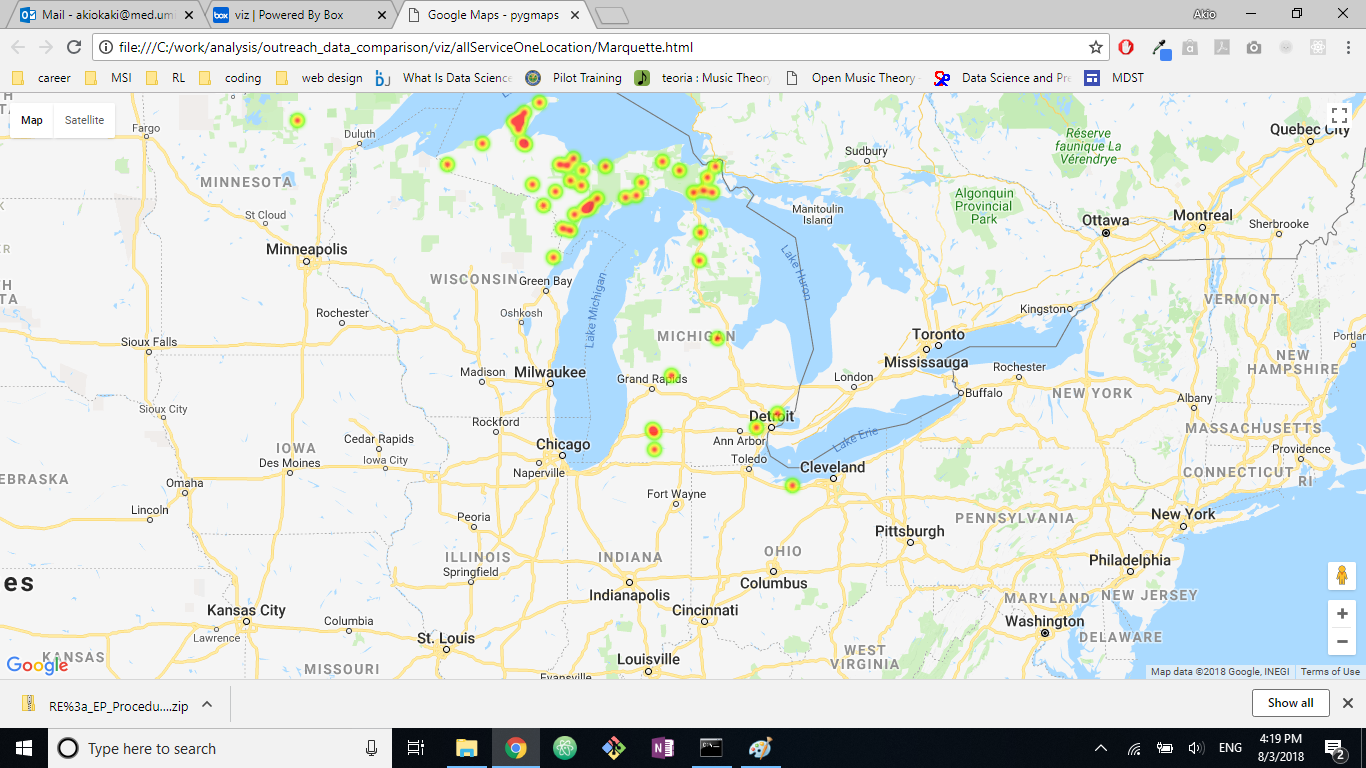 Mail - akiokaki@med.um
viz | Powered By Box
Google Maps - pygmaps
Akio
file:///C:/work/analysis/outreach_data_comparison/viz/allServiceOneLocation/Marquette.html
career
MSI
RL
coding
web design
What Is Data Science
Pilot Training
teoria : Music Theory
Open Music Theory
Data Science and Pre
MDST
Map
Satellite
Fargo
Duluth
Sudbury
Réserve
faunique La
Vérendrye
Quebec City
MINNESOTA
St Cloud
Minneapolis
Manitoulin
Island
Algonquin
Provincial
Park
Ottawa
Montreal
Sherbrooke
WISCONSIN
Green Bay
Lake Michigan
Lake Huron
Oshkosh
Rochester
Sioux Falls
MICHIGAN
Kingston
VERMONT
Toronto
Mississauga
Portlan
NEW
HAMPSHIRE
Madison
Milwaukee
Grand Rapids
London
Rochester
Buffalo
NEW YORK
Albany
Sioux City
Rockford
Detroit
Ann Arbor
Lake Erie
MASSACHUSETTS
IOWA
Cedar Rapids
Iowa City
Des Moines
Chicago
Naperville
Toledo
Cleveland
Providence
CONNECTICUT
RI
EBRASKA
Omaha
Lincoln
Fort Wayne
Peoria
PENNSYLVANIA
New York
Pittsburgh
ILLINOIS
Springfield
INDIANA
OHIO
Columbus
Philadelphia
es
Indianapolis
MARYLAND
NEW JERSEY
Kansas City
Lawrence
Columbia
St. Louis
Cincinnati
Washington
DELAWARE
Google
KANSAS
MISSOURI
Evansville
Louisville
WEST
VIRGINIA
Map data ©2018 Google, INEGI
Terms of Use
RE%3a_EP_Procedu....zip
Show all
Type here to search
ENG
4:19 PM
8/3/2018
2